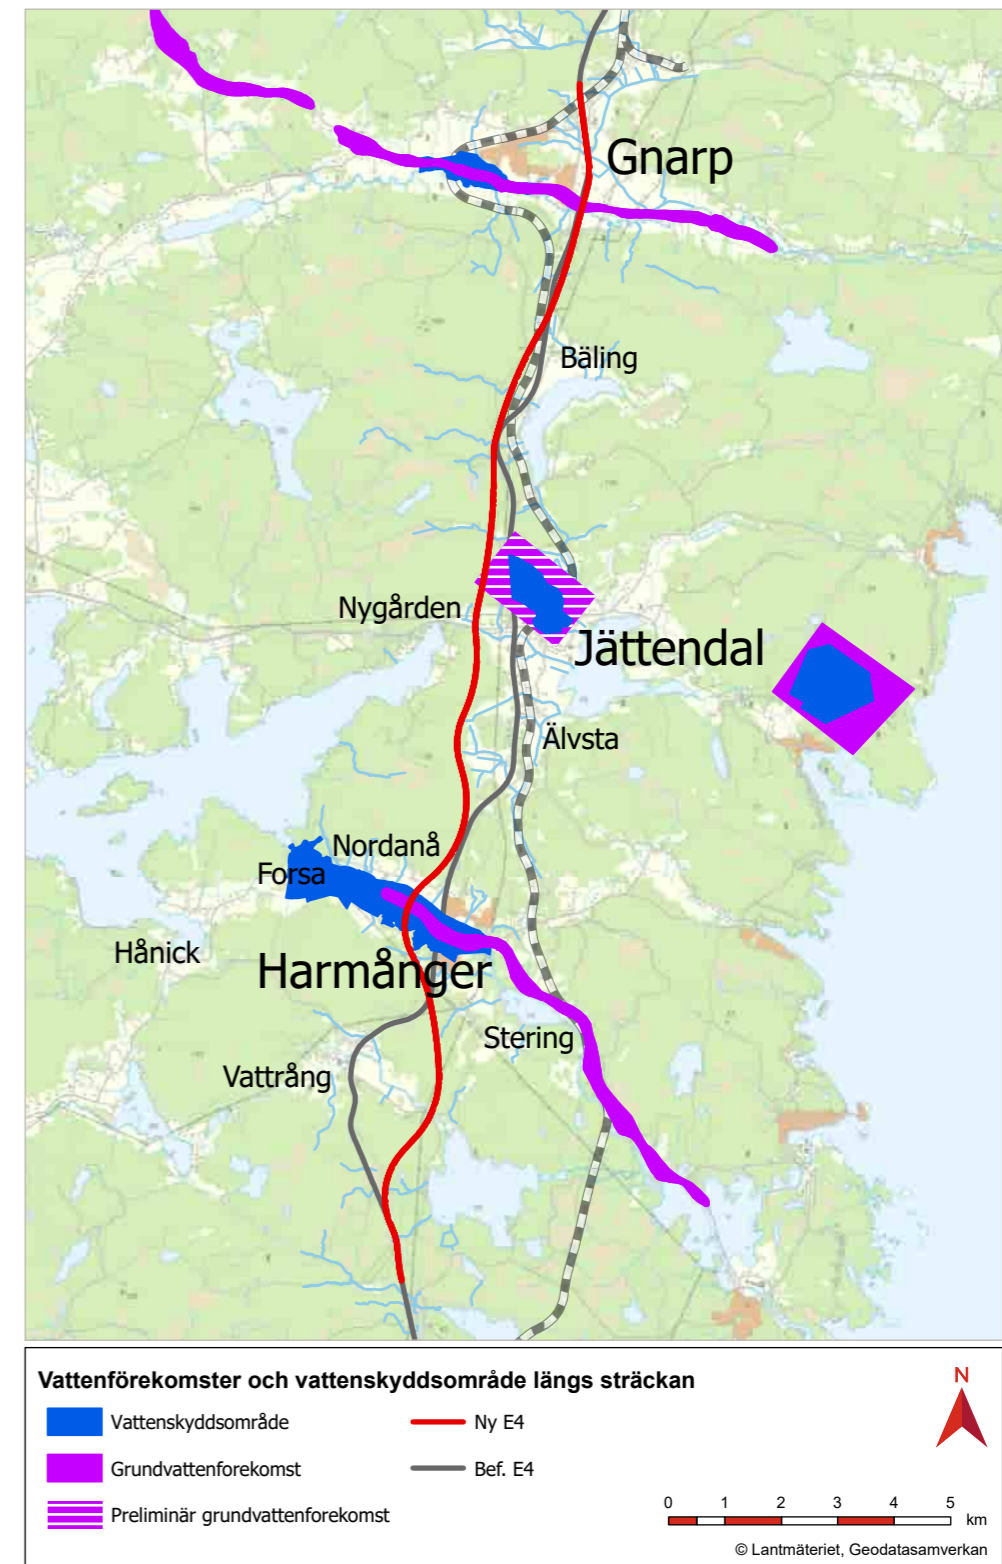 Gnarp
Bäling
Nygården
Jättendal
Älvsta
Nordanå
Forsa
Hånick
Harmånger
Stering
Vattrång
Vattenförekomster och vattenskyddsområde längs sträckan
Vattenskyddsområde
Ny E4
Grundvattenforekomst
Bef. E4
Preliminär grundvattenforekomst
N
0 1 2 3 4 5
km
© Lantmäteriet, Geodatasamverkan